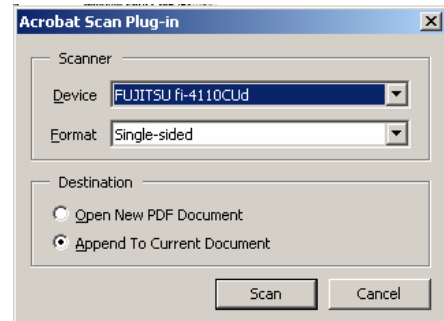 Acrobat Scan Plug-in
Scanner
Device FUJITSU fi-4110CUd
Format Single-sided
Destination
Open New PDF Document
Append To Current Document
Scan Cancel